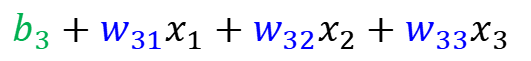 b₃ + w₃₁x₁ + w₃₂x₂ + w₃₃x₃